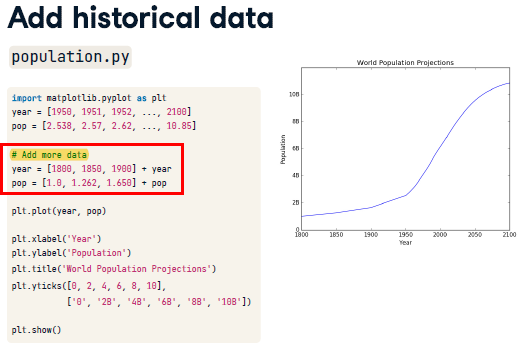 Add historical data
population.py
import matplotlib.pyplot as plt
year = [1950, 1951, 1952, ..., 2100]
pop = [2.538, 2.57, 2.62, ..., 10.85]
# Add more data
year = [1800, 1850, 1900] + year
pop = [1.0, 1.262, 1.650] + pop
plt.plot(year, pop)
plt.xlabel('Year')
plt.ylabel('Population')
plt.title('World Population Projections')
plt.yticks([0, 2, 4, 6, 8, 10],
['0', '2B', '4B', '6B', '8B', '10B'])
plt.show()
World Population Projections
10B
8B
6B
4B
2B
0
Population
1800 1850 1900 1950 2000 2050 2100
Year